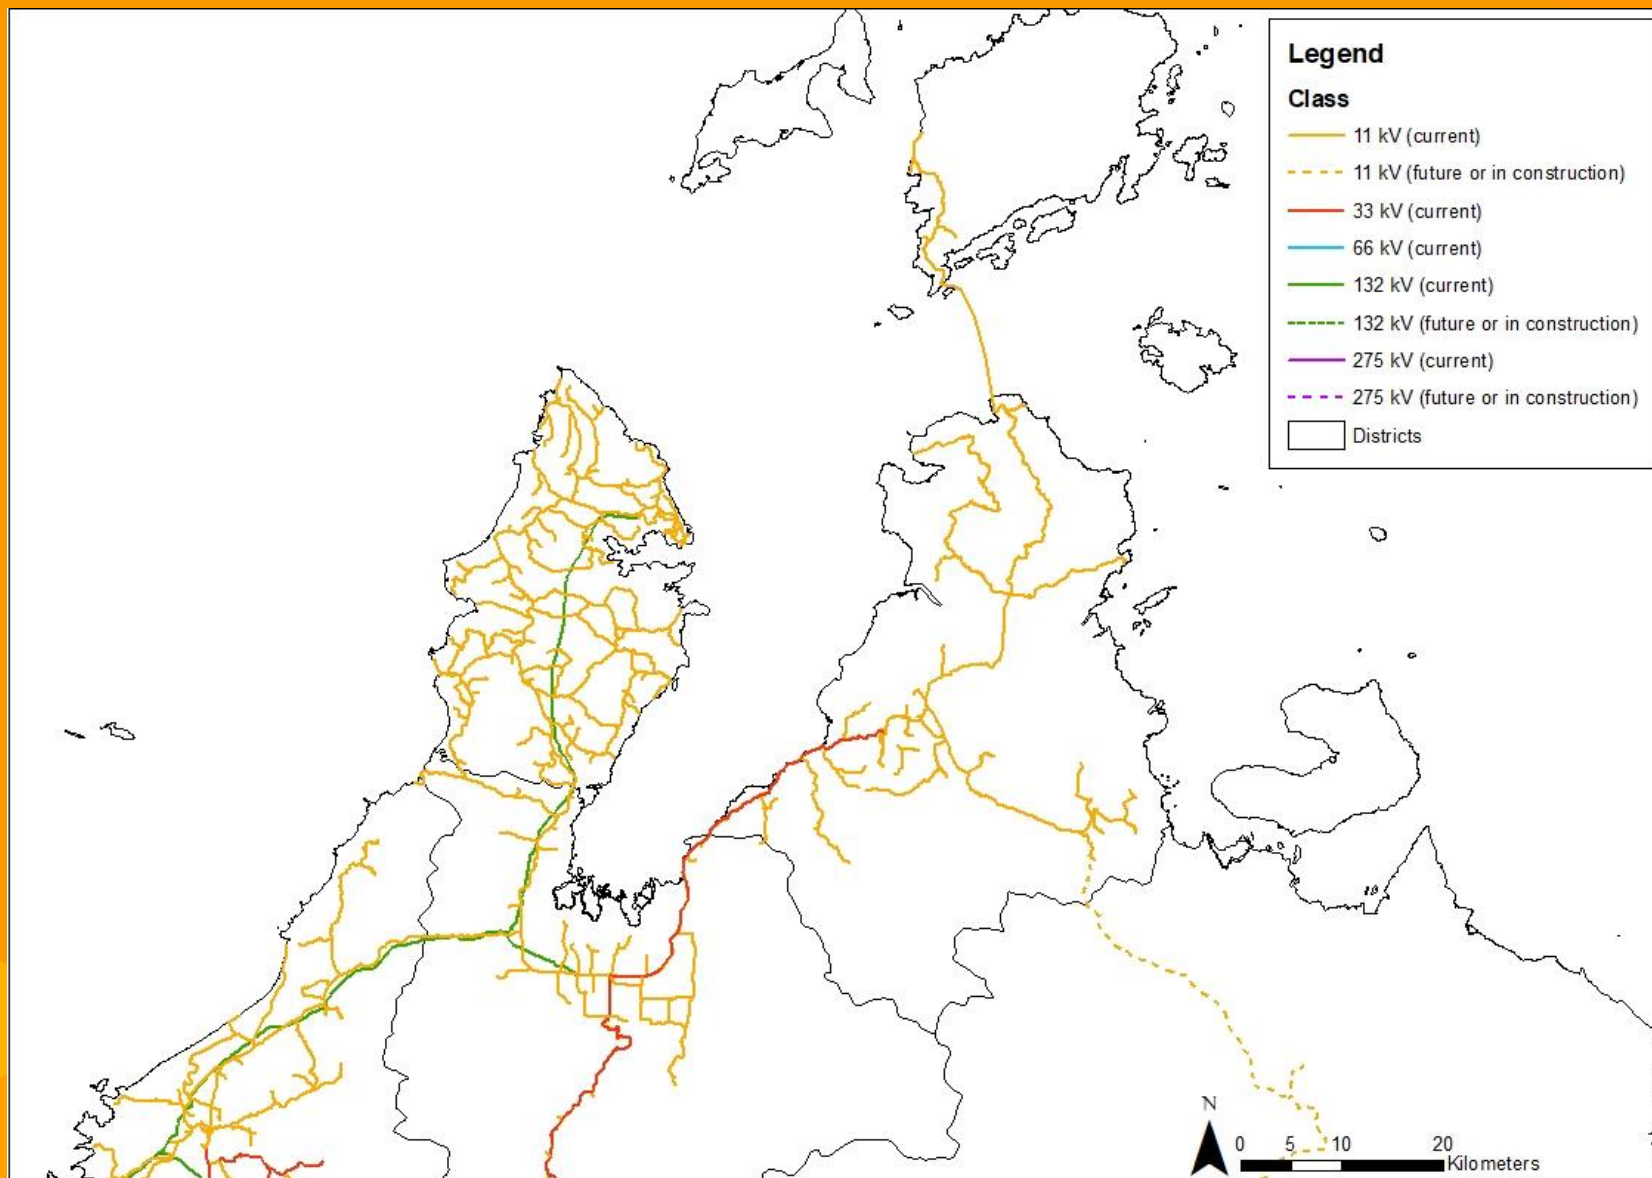 Legend
Class
11 kV (current)
11 kV (future or in construction)
33 kV (current)
66 kV (current)
132 kV (current)
132 kV (future or in construction)
275 kV (current)
275 kV (future or in construction)
Districts
N
0 5 10 20
Kilometers